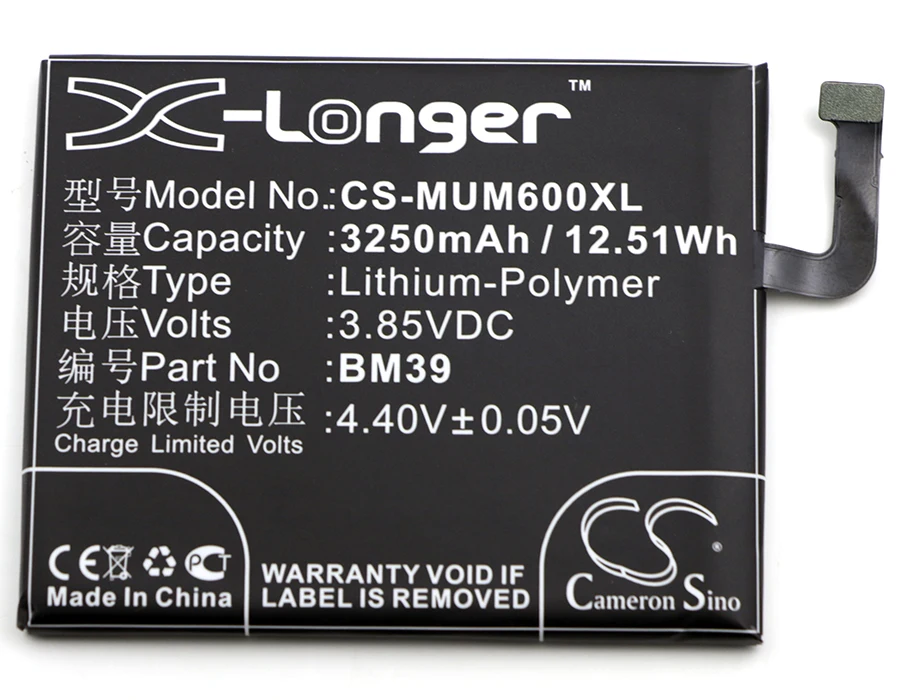 X-Longer™
型号Model No.:CS-MUM600XL
容量Capacity :3250mAh / 12.51Wh
规格Type :Lithium-Polymer
电压Volts :3.85VDC
编号Part No :BM39
充电限制电压 :4.40V±0.05V
Charge Limited Volts
CE PCT
Made In China
WARRANTY VOID IF
LABEL IS REMOVED
CS®
Cameron Sino